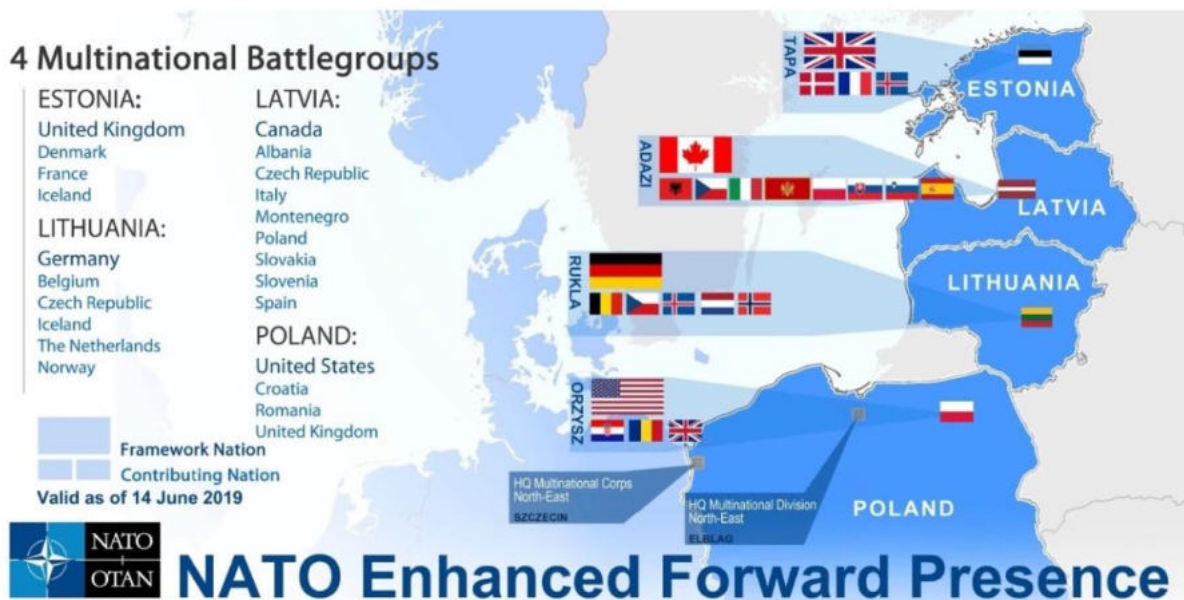 4 Multinational Battlegroups
ESTONIA:
United Kingdom
Denmark
France
Iceland
LITHUANIA:
Germany
Belgium
Czech Republic
Iceland
The Netherlands
Norway
LATVIA:
Canada
Albania
Czech Republic
Italy
Montenegro
Poland
Slovakia
Slovenia
Spain
POLAND:
United States
Croatia
Romania
United Kingdom
Framework Nation
Contributing Nation
Valid as of 14 June 2019
TAPA
ESTONIA
ADAZI
LATVIA
RUKLA
LITHUANIA
ORZYSZ
HQ Multinational Corps
North-East
SZCZECIN
HQ Multinational Division
North-East
ELBLAG
POLAND
NATO
OTAN
NATO Enhanced Forward Presence